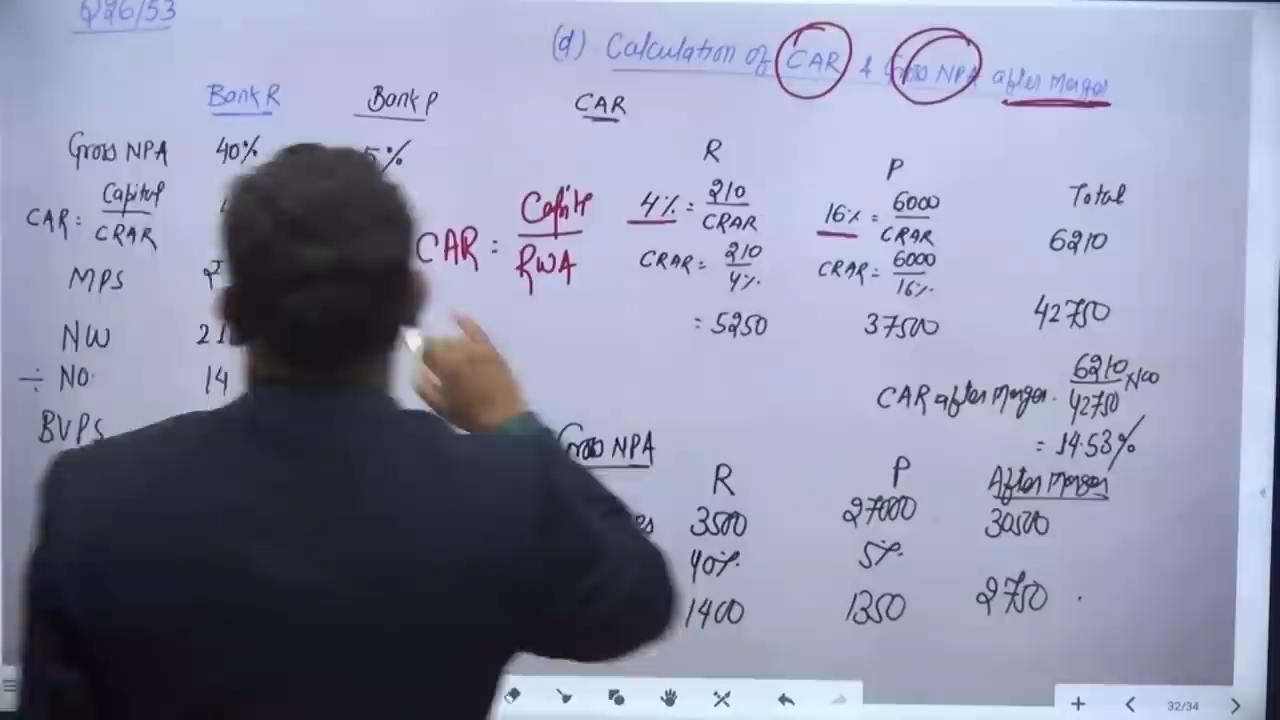 Q26/53
(d) Calculation of CAR & Gross NPA after Merger
Bank R Bank P CAR
Gross NPA 40% 5%
CAR = Capital / CRAR
CAR = Capital / RWA
MPS
NW 21
÷ No. 14
BVPS
R P Total
4% = 210 / CRAR 16% = 6000 / CRAR 6210
CRAR = 210 / 4% CRAR = 6000 / 16%
= 5250 37500 42750
CAR after Merger. 6210 / 42750 x100
= 14.53%
Gross NPA
R P After Merger
3500 27000 30500
40% 5%
1400 1350 2750
32/34